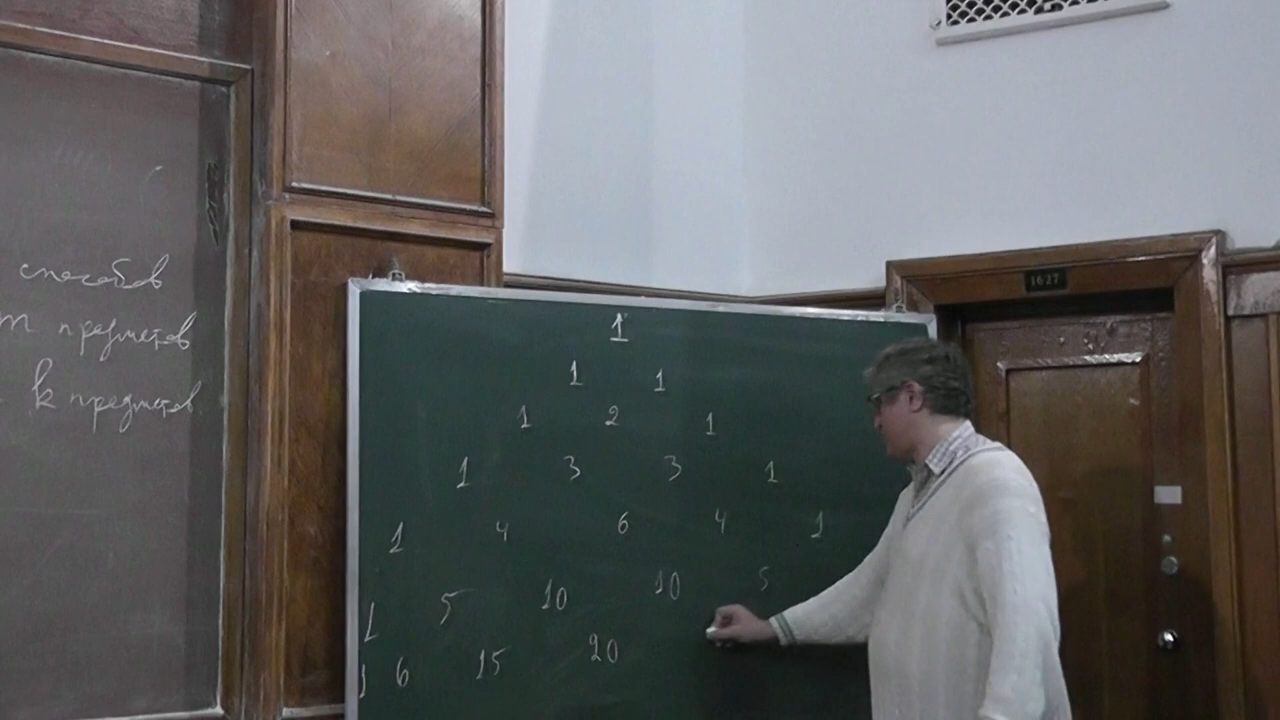 способов
m предметов
k предметов
1
1 1
1 2 1
1 3 3 1
1 4 6 4 1
1 5 10 10 5
1 6 15 20
1627